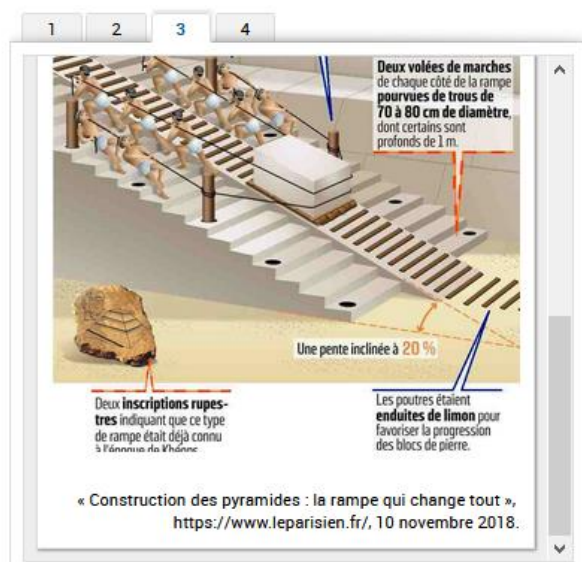 1 2 3 4
Deux volées de marches
de chaque côté de la rampe
pourvues de trous de
70 à 80 cm de diamètre,
dont certains sont
profonds de 1 m.
Une pente inclinée à 20 %
Deux inscriptions rupes-
tres indiquant que ce type
de rampe était déjà connu
à l'époque de Khéops
Les poutres étaient
enduites de limon pour
favoriser la progression
des blocs de pierre.
« Construction des pyramides : la rampe qui change tout »,
https://www.leparisien.fr/, 10 novembre 2018.